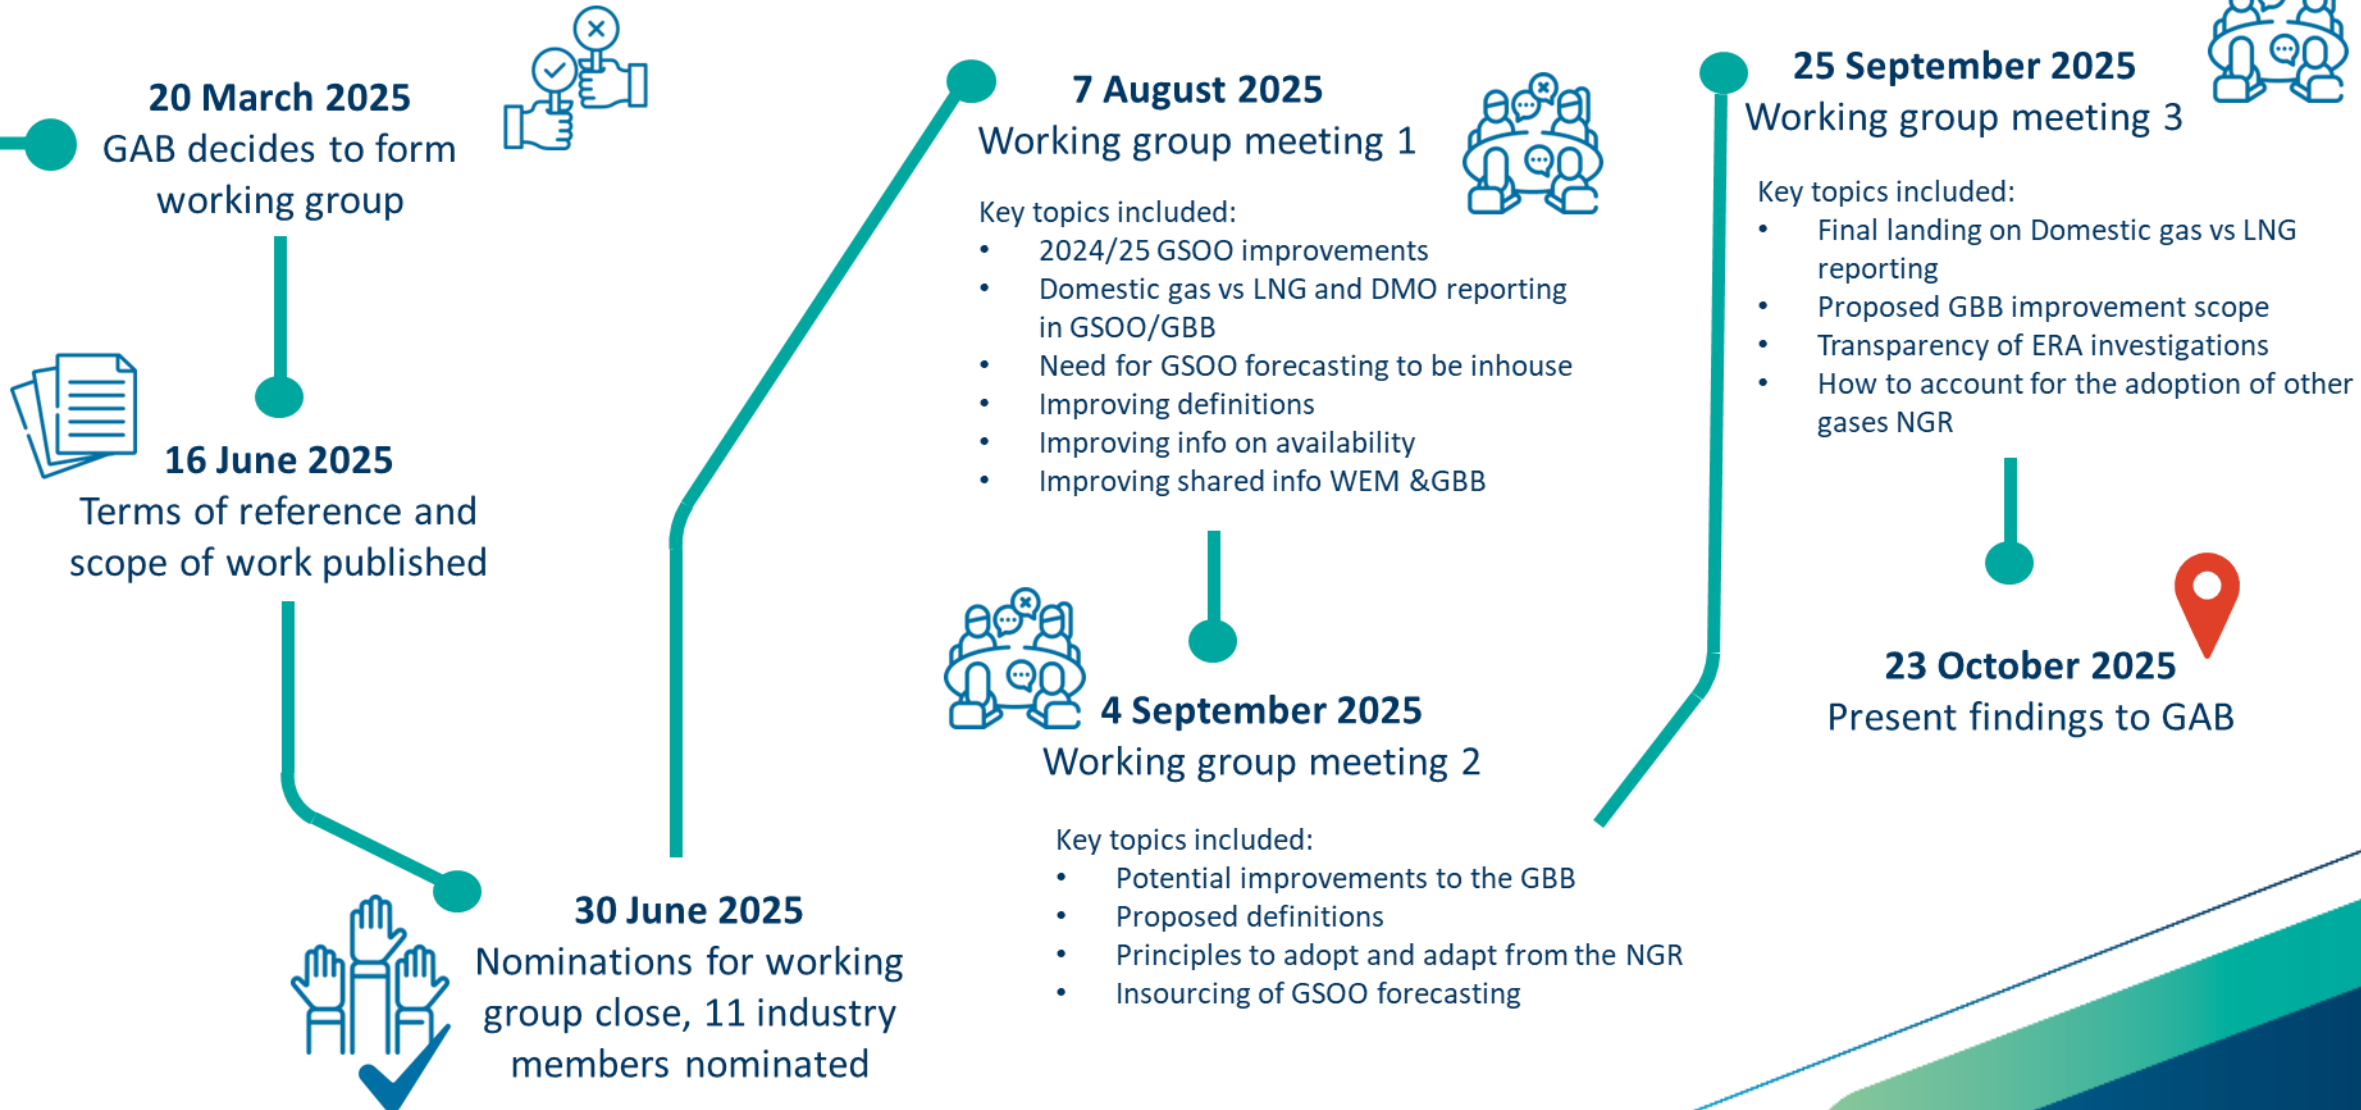 20 March 2025
GAB decides to form
working group
16 June 2025
Terms of reference and
scope of work published
30 June 2025
Nominations for working
group close, 11 industry
members nominated
7 August 2025
Working group meeting 1
Key topics included:
• 2024/25 GSOO improvements
• Domestic gas vs LNG and DMO reporting
in GSOO/GBB
• Need for GSOO forecasting to be inhouse
• Improving definitions
• Improving info on availability
• Improving shared info WEM &GBB
4 September 2025
Working group meeting 2
Key topics included:
• Potential improvements to the GBB
• Proposed definitions
• Principles to adopt and adapt from the NGR
• Insourcing of GSOO forecasting
25 September 2025
Working group meeting 3
Key topics included:
• Final landing on Domestic gas vs LNG
reporting
• Proposed GBB improvement scope
• Transparency of ERA investigations
• How to account for the adoption of other
gases NGR
23 October 2025
Present findings to GAB